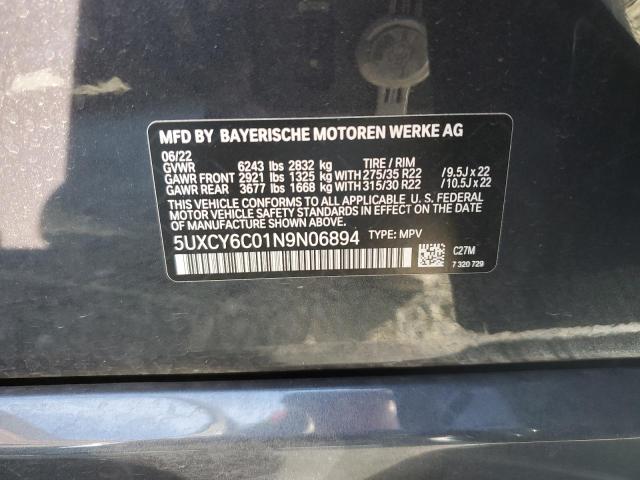 MFD BY BAYERISCHE MOTOREN WERKE AG
06/22
GVWR 6243 lbs 2832 kg TIRE / RIM
GAWR FRONT 2921 lbs 1325 kg WITH 275/35 R22 / 9.5J x 22
GAWR REAR 3677 lbs 1668 kg WITH 315/30 R22 / 10.5J x 22
THIS VEHICLE CONFORMS TO ALL APPLICABLE U. S. FEDERAL
MOTOR VEHICLE SAFETY STANDARDS IN EFFECT
ON THE DATE OF MANUFACTURE SHOWN ABOVE.
5UXCY6C01N9N06894 TYPE: MPV
C27M
7 320 729